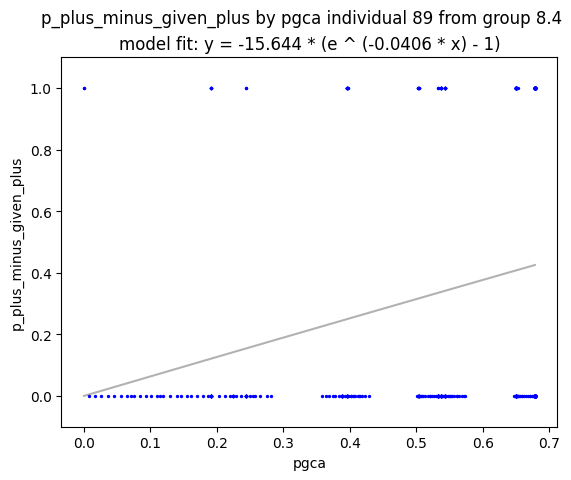 p_plus_minus_given_plus by pgca individual 89 from group 8.4
model fit: y = -15.644 * (e ^ (-0.0406 * x) - 1)
1.0
0.8
0.6
0.4
0.2
0.0
p_plus_minus_given_plus
0.0 0.1 0.2 0.3 0.4 0.5 0.6 0.7
pgca